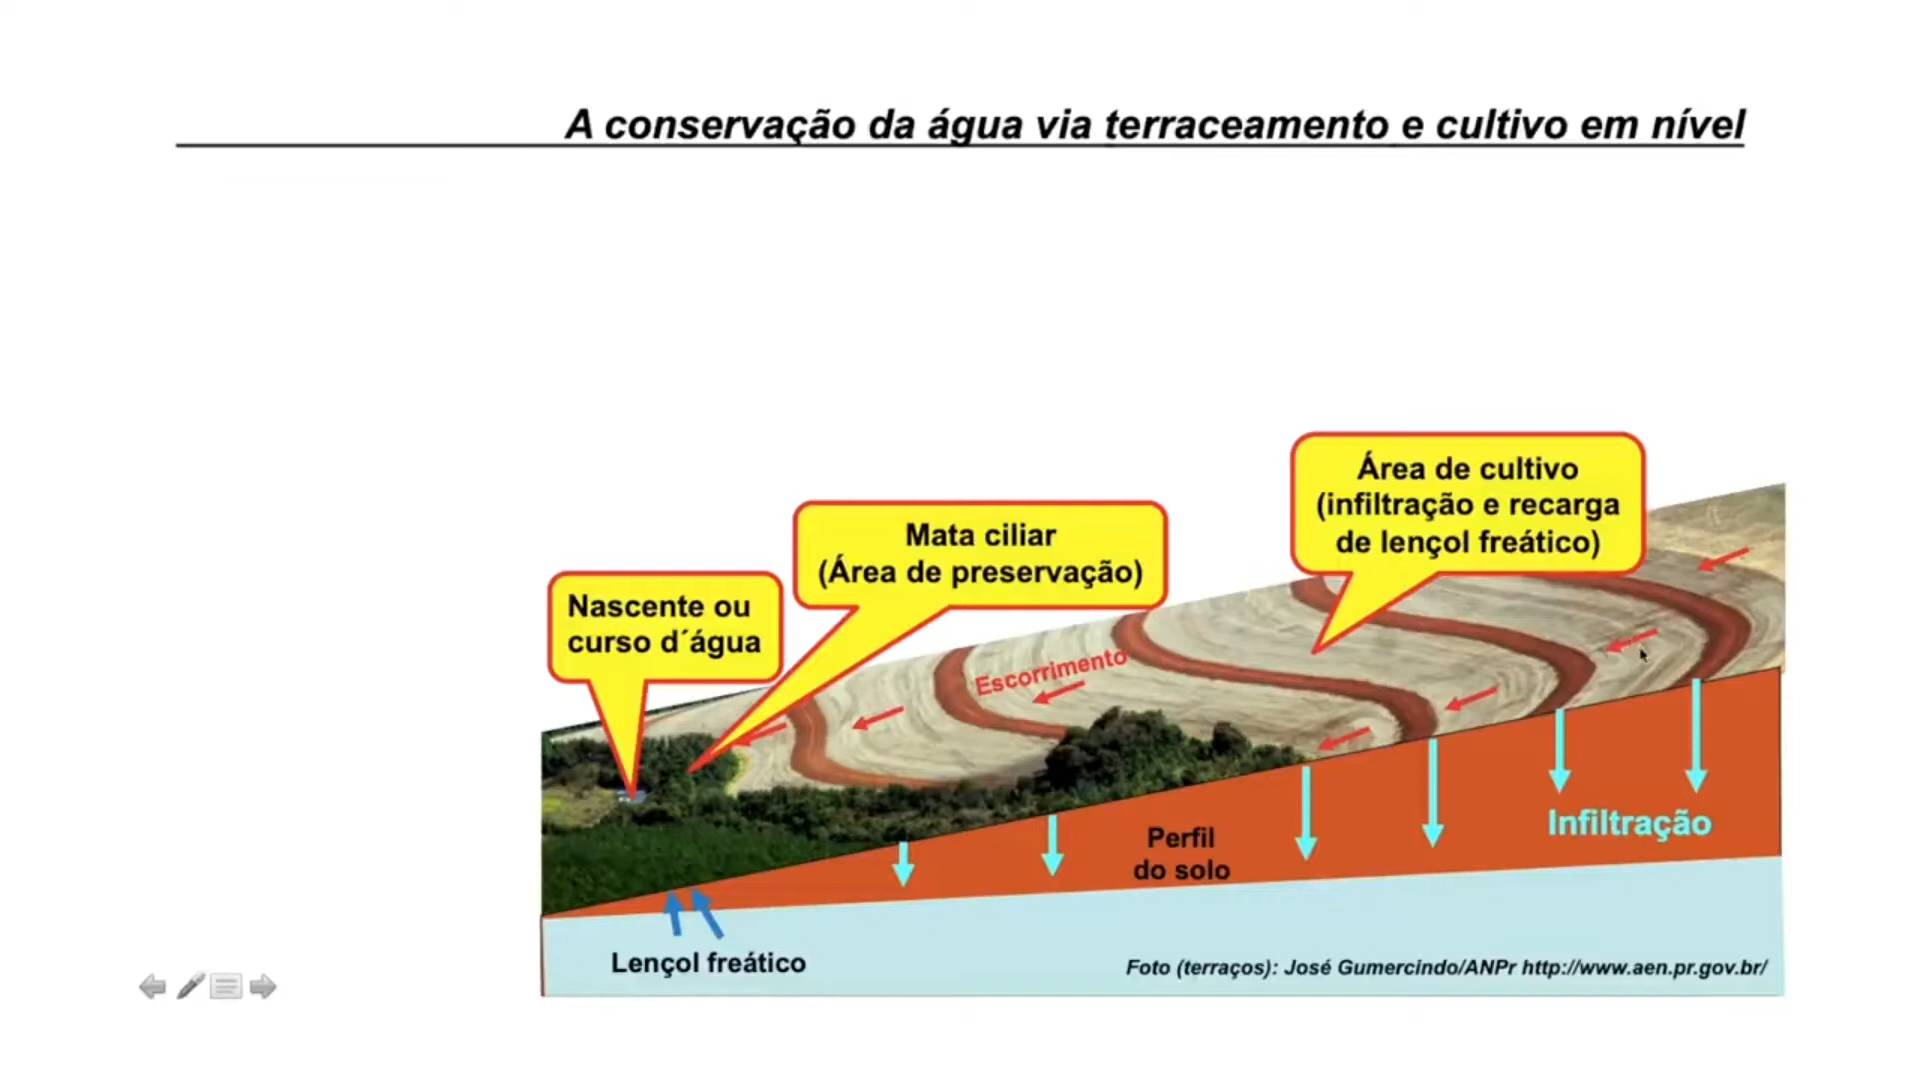 A conservação da água via terraceamento e cultivo em nível
Área de cultivo
(infiltração e recarga
de lençol freático)
Mata ciliar
(Área de preservação)
Nascente ou
curso d´água
Escorrimento
Infiltração
Perfil
do solo
Lençol freático
Foto (terraços): José Gumercindo/ANPr http://www.aen.pr.gov.br/